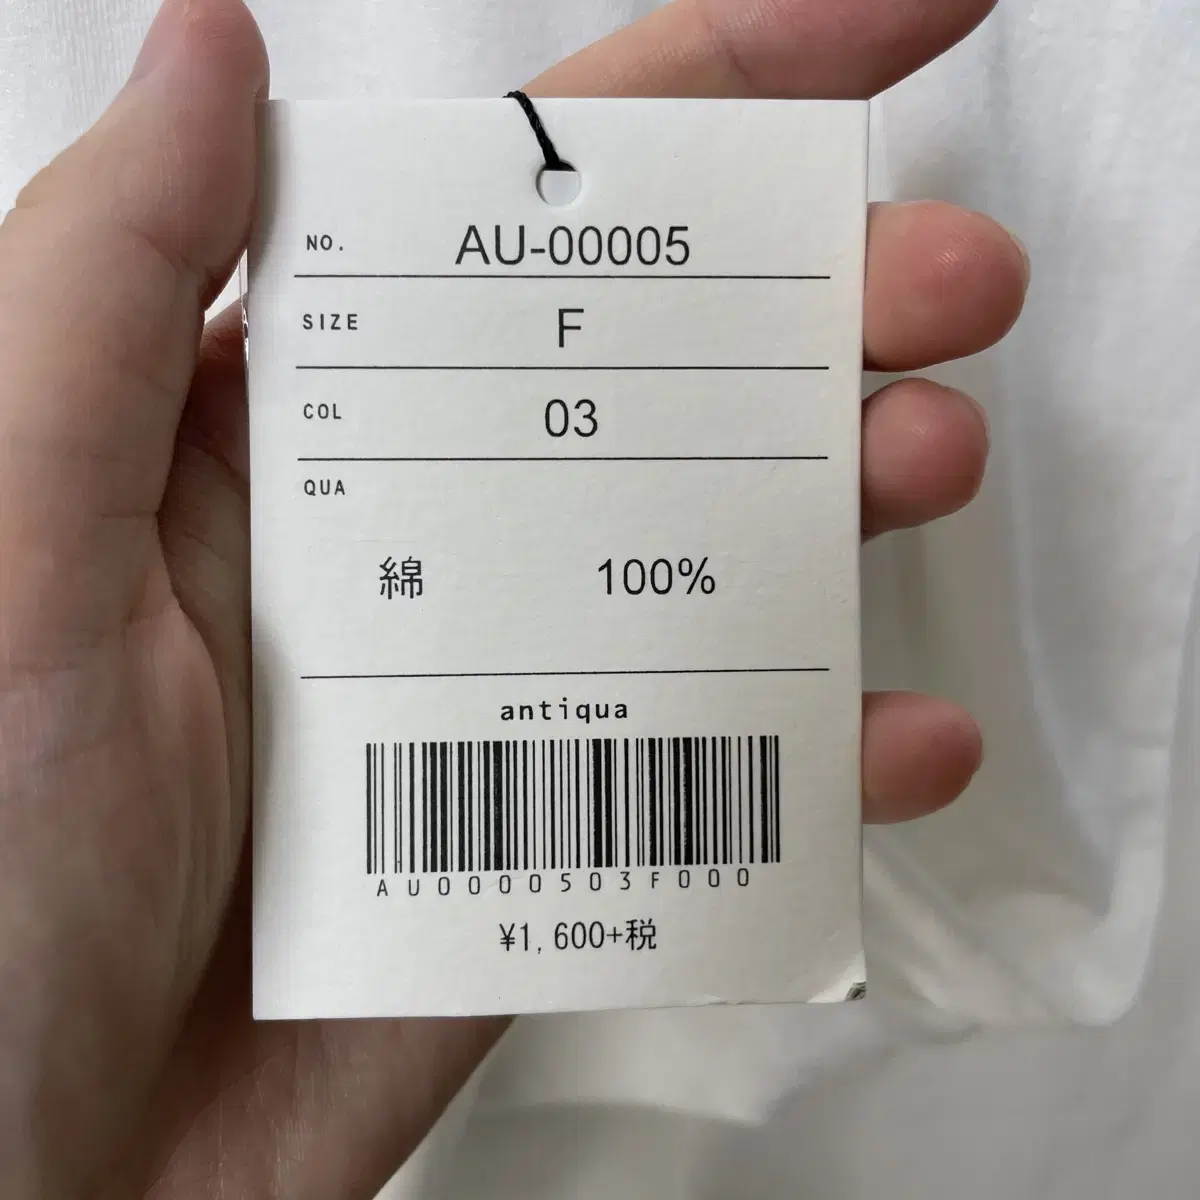 NO. AU-00005
SIZE F
COL 03
QUA
綿 100%
antiqua
AU0000503F000
¥1,600+税